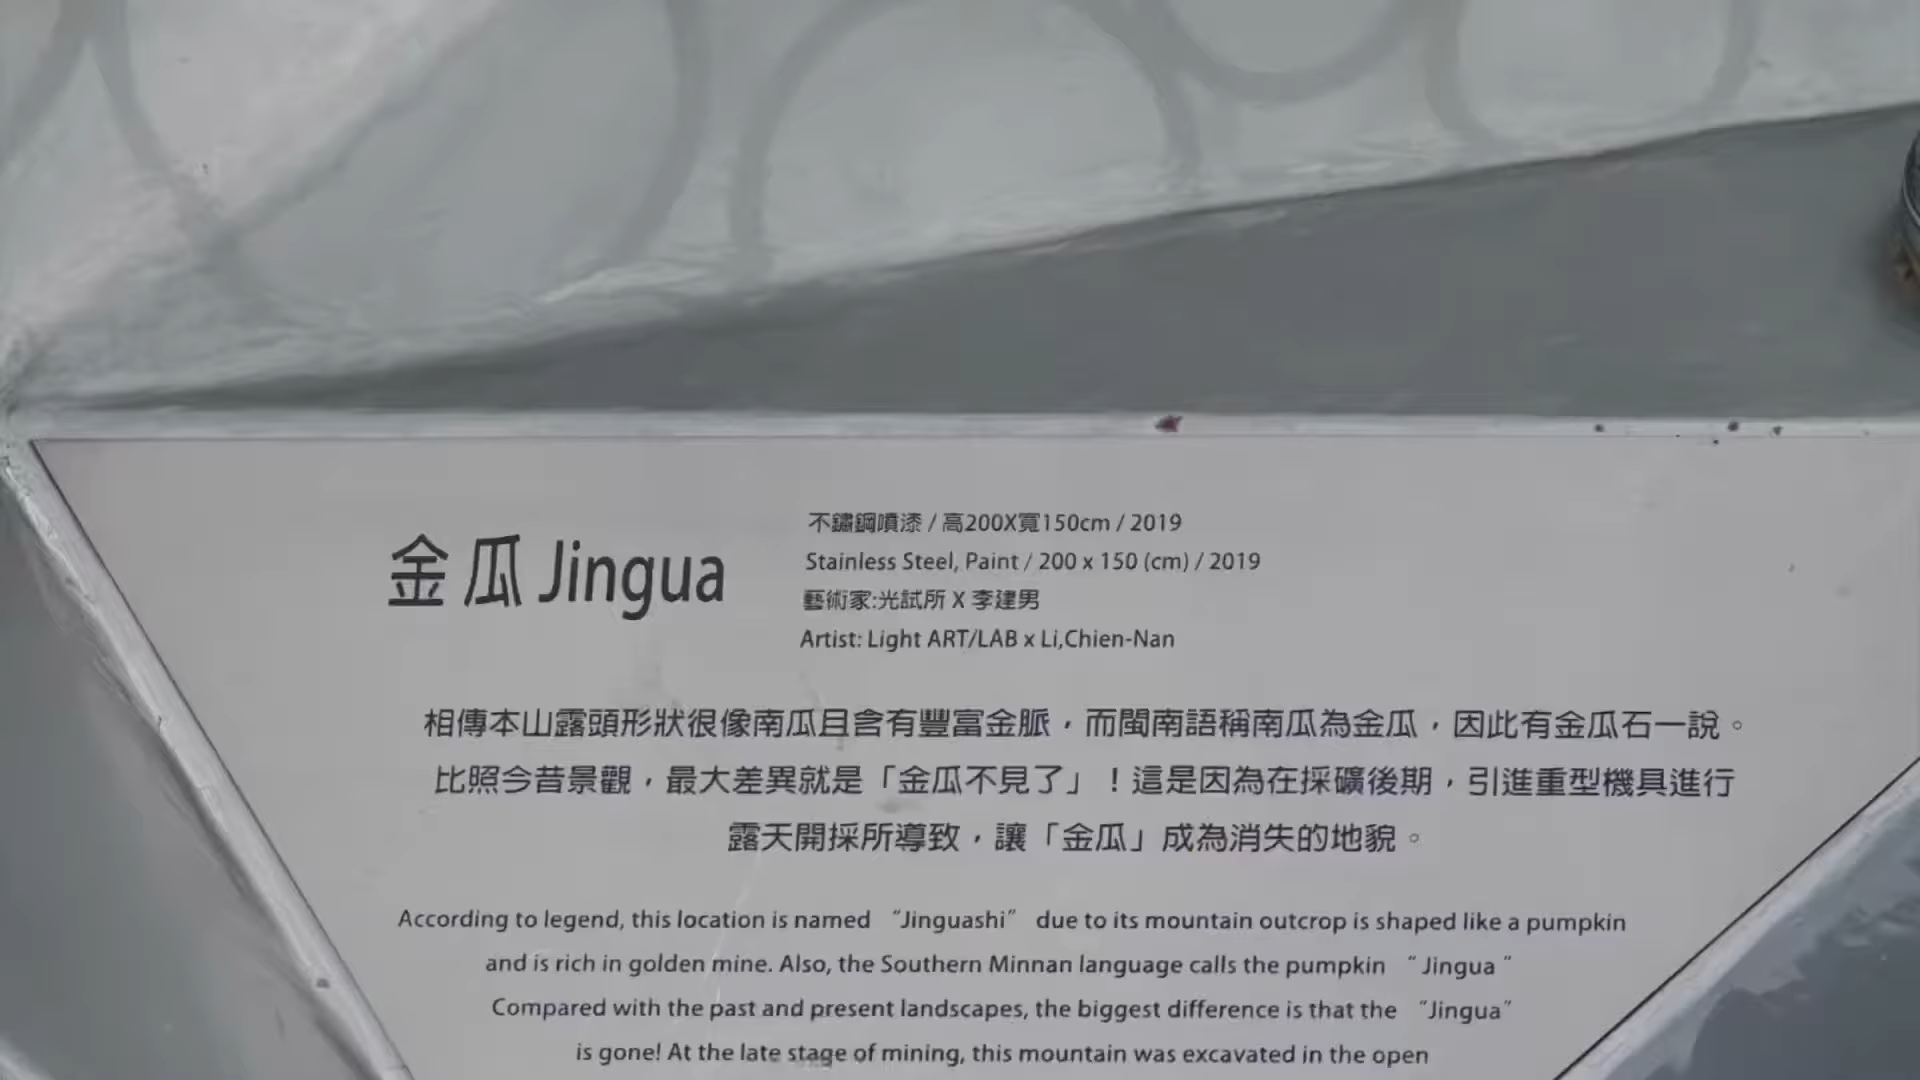 金瓜 Jingua
不鏽鋼噴漆 / 高200X寬150cm / 2019
Stainless Steel, Paint / 200 x 150 (cm) / 2019
藝術家:光試所 X 李建男
Artist: Light ART/LAB x Li,Chien-Nan
相傳本山露頭形狀很像南瓜且含有豐富金脈，而閩南語稱南瓜為金瓜，因此有金瓜石一說。
比照今昔景觀，最大差異就是「金瓜不見了」！這是因為在採礦後期，引進重型機具進行
露天開採所導致，讓「金瓜」成為消失的地貌。
According to legend, this location is named “Jinguashi” due to its mountain outcrop is shaped like a pumpkin
and is rich in golden mine. Also, the Southern Minnan language calls the pumpkin “Jingua”
Compared with the past and present landscapes, the biggest difference is that the “Jingua”
is gone! At the late stage of mining, this mountain was excavated in the open